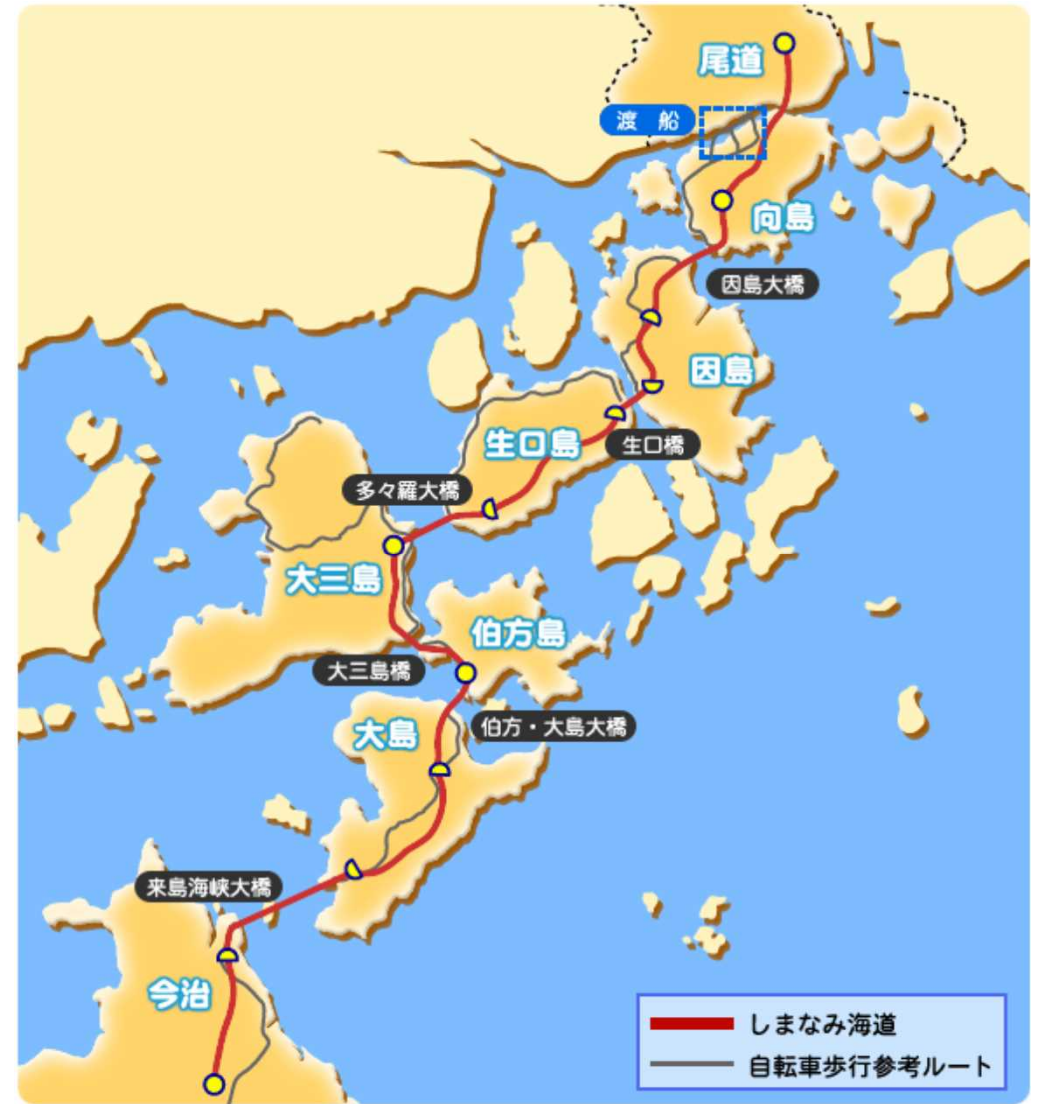 尾道
渡 船
向島
因島大橋
因島
生口島
生口橋
多々羅大橋
大三島
伯方島
大三島橋
大島
伯方・大島大橋
来島海峡大橋
今治
しまなみ海道
自転車歩行参考ルート